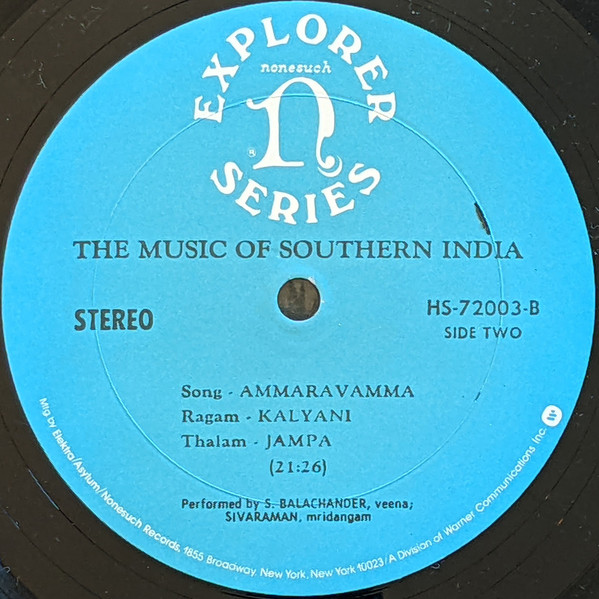 EXPLORER
nonesuch
n
®
SERIES
THE MUSIC OF SOUTHERN INDIA
STEREO
HS-72003-B
SIDE TWO
Song - AMMARAVAMMA
Ragam - KALYANI
Thalam - JAMPA
(21:26)
Performed by S. BALACHANDER, veena;
SIVARAMAN, mridangam
Mfg by Elektra/Asylum/Nonesuch Records, 1855 Broadway, New York, New York 10023/A Division of Warner Communications Inc.